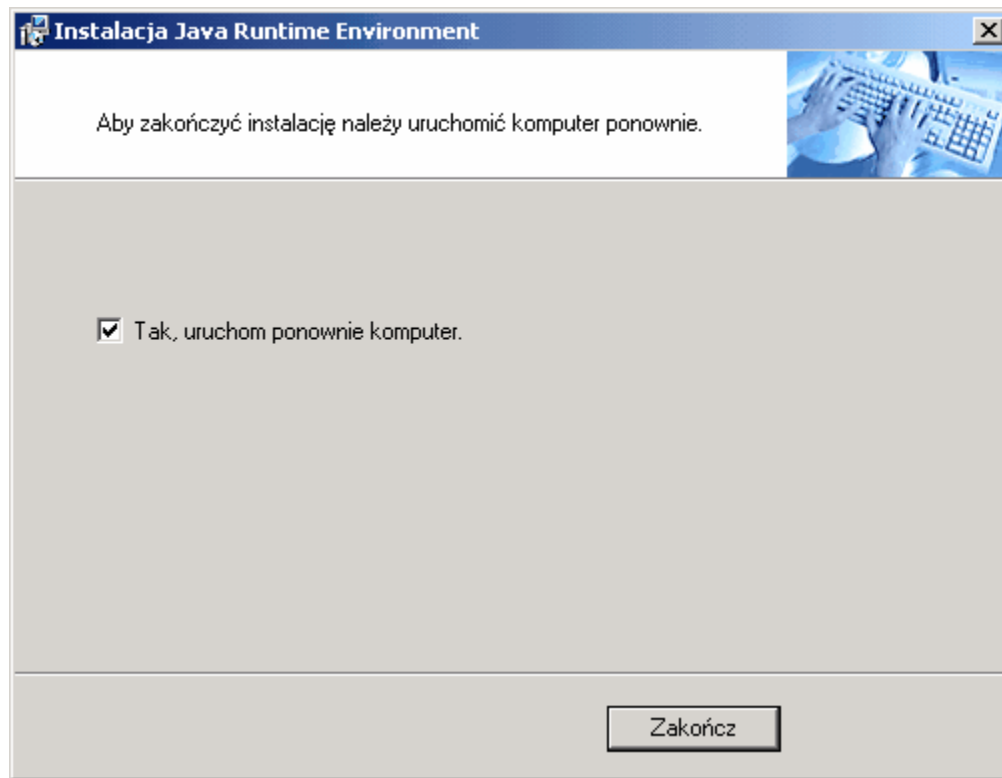 Instalacja Java Runtime Environment
Aby zakończyć instalację należy uruchomić komputer ponownie.
Tak, uruchom ponownie komputer.
Zakończ